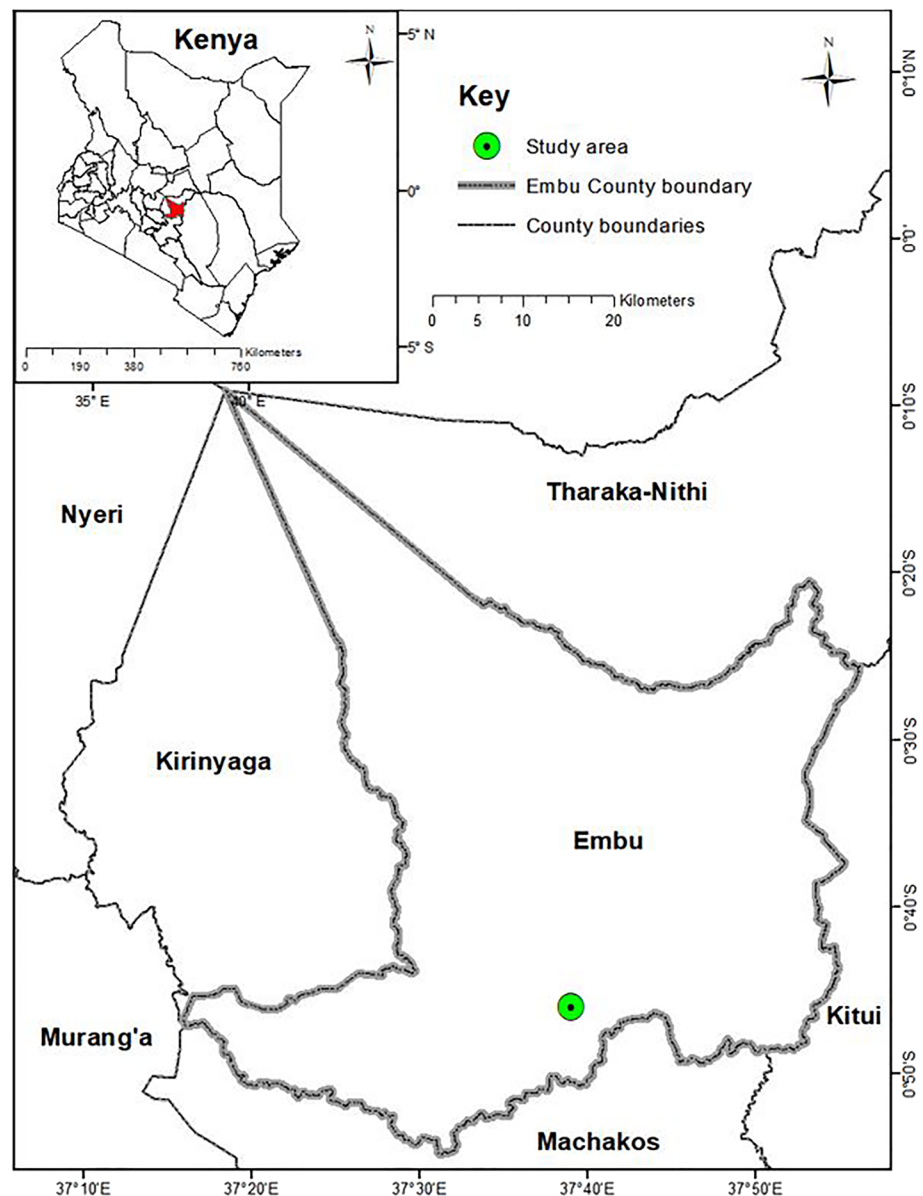 Kenya
N
5° N
0°
5° S
0 190 380 760 Kilometers
35° E
40° E
N
Key
Study area
Embu County boundary
County boundaries
Kilometers
0 5 10 20
0°10'N
0°0'
0°10'S
0°20'S
0°30'S
0°40'S
0°50'S
Tharaka-Nithi
Nyeri
Kirinyaga
Embu
Kitui
Murang'a
Machakos
37°10'E 37°20'E 37°30'E 37°40'E 37°50'E